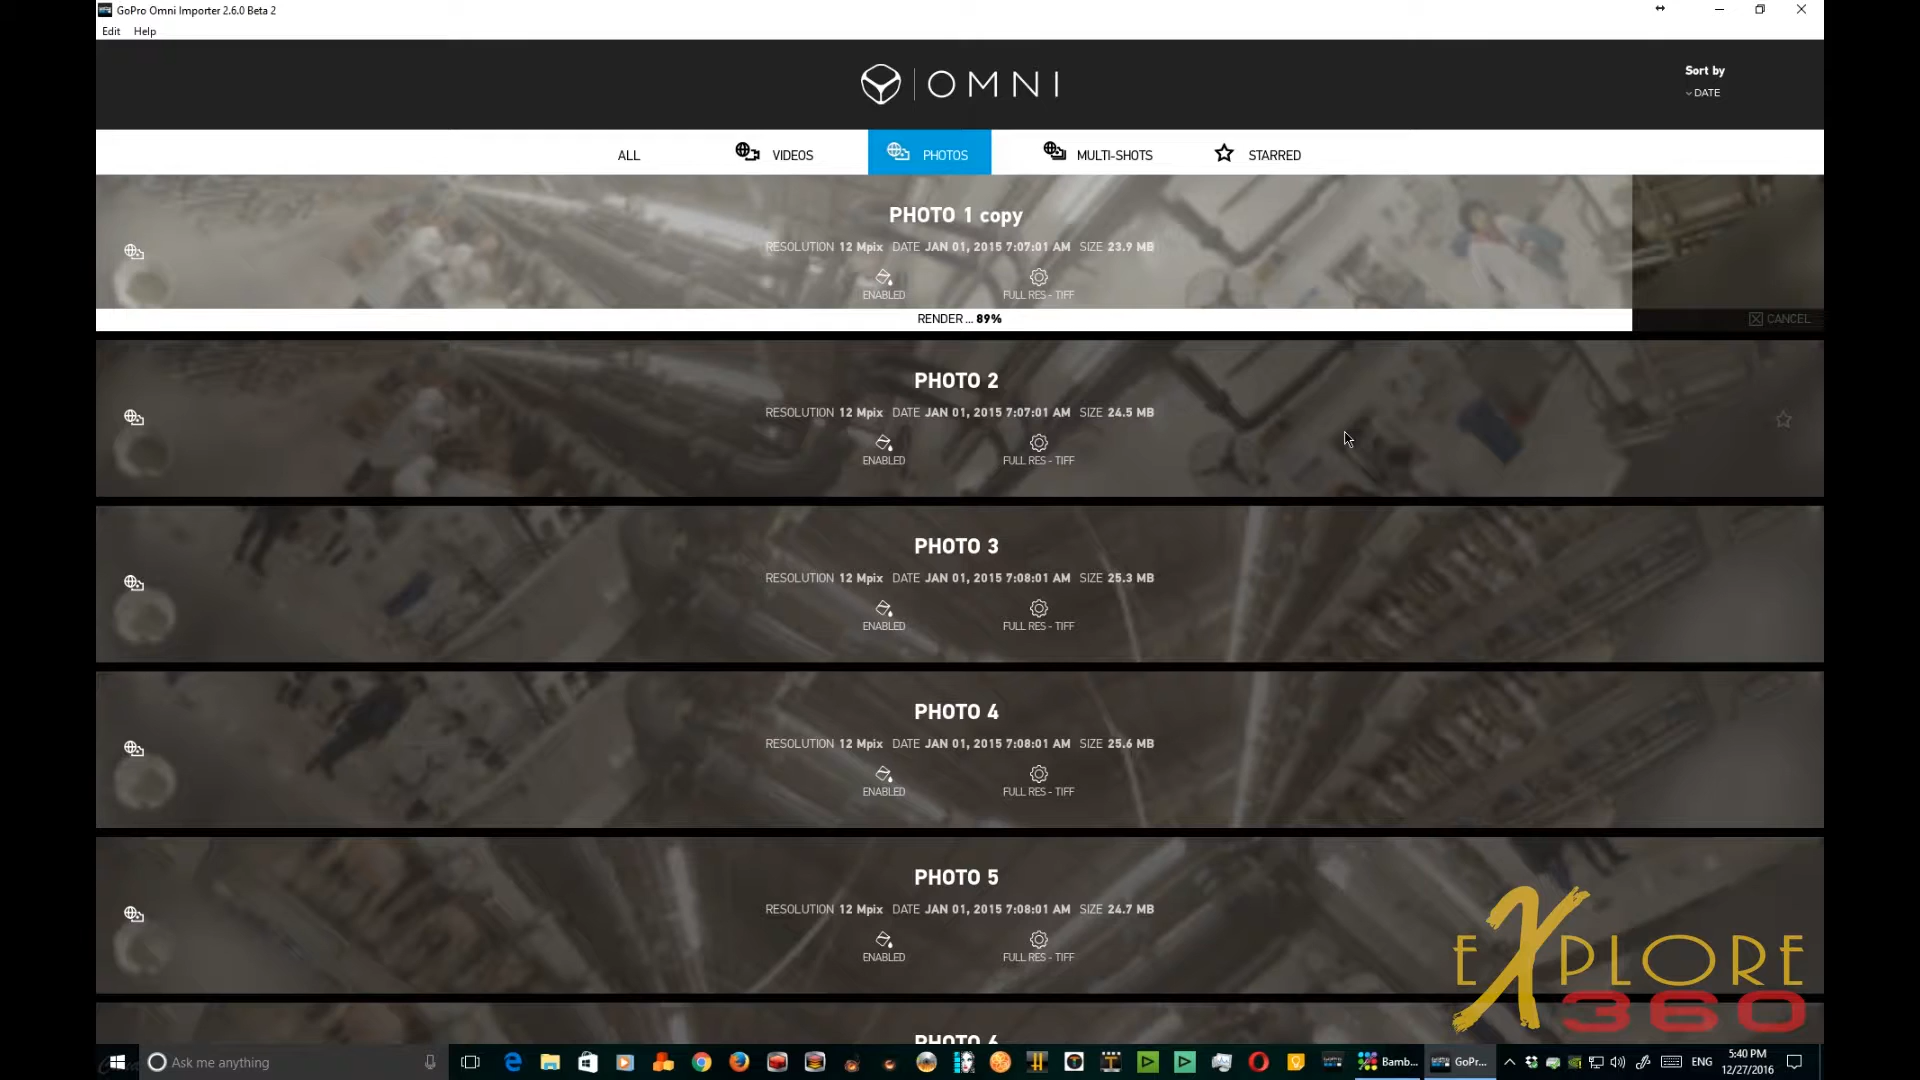 GoPro Omni Importer 2.6.0 Beta 2
Edit Help
OMNI
Sort by
DATE
ALL VIDEOS PHOTOS MULTI-SHOTS STARRED
PHOTO 1 copy
RESOLUTION 12 Mpix DATE JAN 01, 2015 7:07:01 AM SIZE 23.9 MB
ENABLED FULL RES - TIFF
RENDER ... 89%
CANCEL
PHOTO 2
RESOLUTION 12 Mpix DATE JAN 01, 2015 7:07:01 AM SIZE 24.5 MB
ENABLED FULL RES - TIFF
PHOTO 3
RESOLUTION 12 Mpix DATE JAN 01, 2015 7:08:01 AM SIZE 25.3 MB
ENABLED FULL RES - TIFF
PHOTO 4
RESOLUTION 12 Mpix DATE JAN 01, 2015 7:08:01 AM SIZE 25.6 MB
ENABLED FULL RES - TIFF
PHOTO 5
RESOLUTION 12 Mpix DATE JAN 01, 2015 7:08:01 AM SIZE 24.7 MB
ENABLED FULL RES - TIFF
eXPLORE
360
PHOTO 6
Ask me anything
Bamb... GoPr... ENG
5:40 PM
12/27/2016